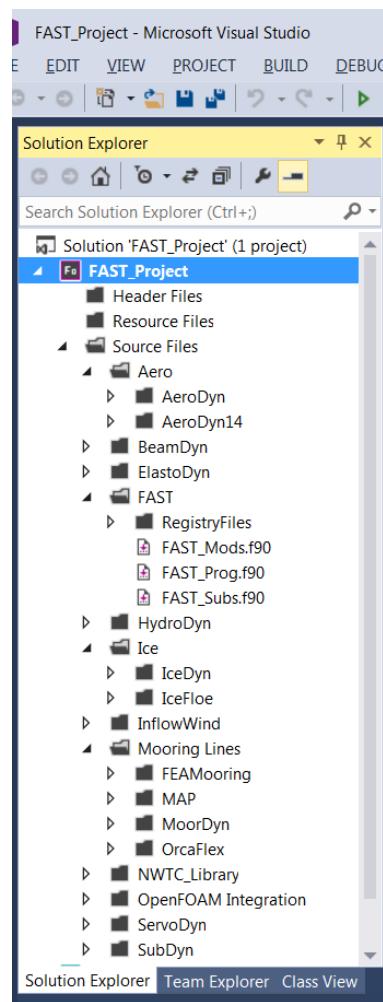 FAST_Project - Microsoft Visual Studio
EDIT VIEW PROJECT BUILD DEBUG
Solution Explorer
Search Solution Explorer (Ctrl+;)
Solution 'FAST_Project' (1 project)
Fo FAST_Project
Header Files
Resource Files
Source Files
Aero
AeroDyn
AeroDyn14
BeamDyn
ElastoDyn
FAST
RegistryFiles
FAST_Mods.f90
FAST_Prog.f90
FAST_Subs.f90
HydroDyn
Ice
IceDyn
IceFloe
InflowWind
Mooring Lines
FEAMooring
MAP
MoorDyn
OrcaFlex
NWTC_Library
OpenFOAM Integration
ServoDyn
SubDyn
Solution Explorer Team Explorer Class View